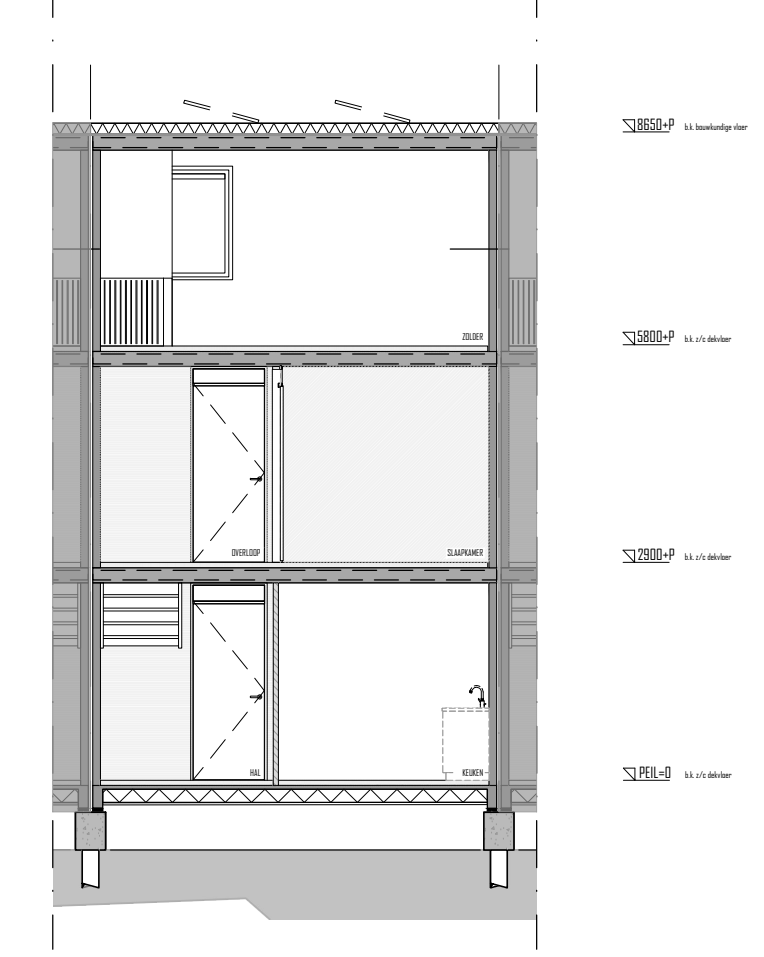 8650+P b.k. bouwkundige vloer
ZOLDER
5800+P b.k. z/c dekvloer
OVERLOOP SLAAPKAMER
2900+P b.k. z/c dekvloer
HAL KEUKEN
PEIL=0 b.k. z/c dekvloer